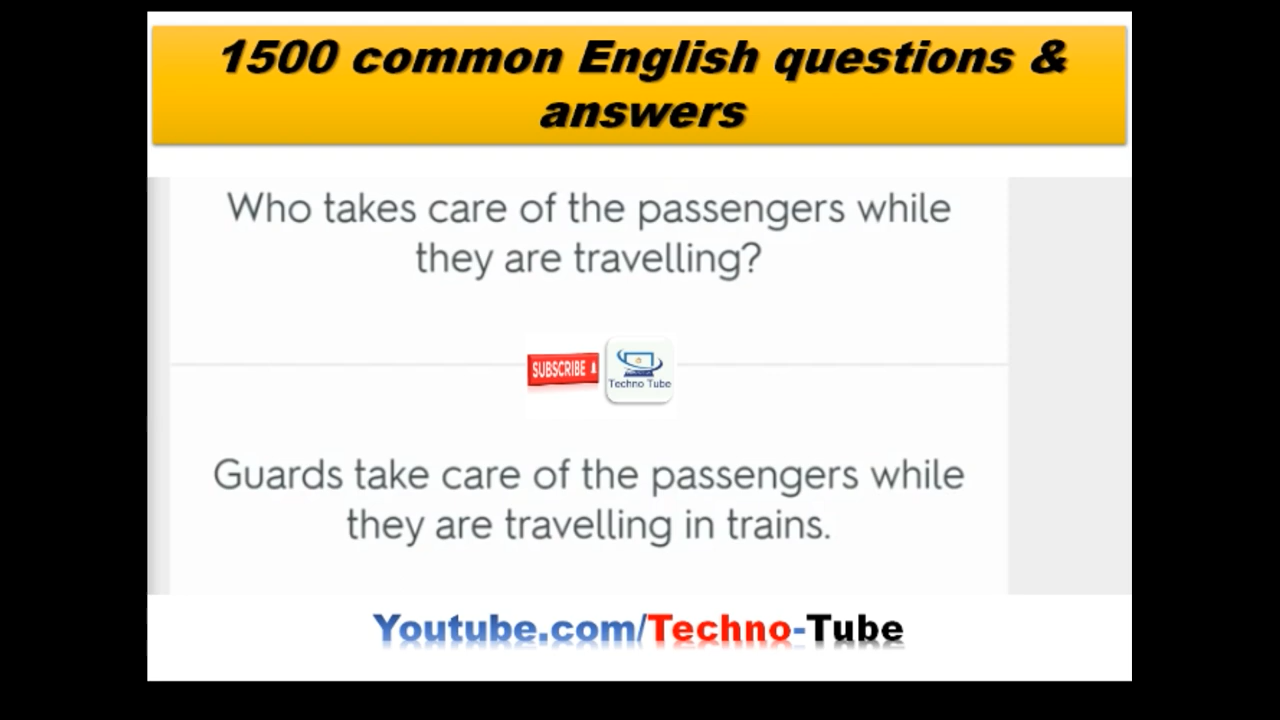 1500 common English questions &
answers
Who takes care of the passengers while
they are travelling?
SUBSCRIBE
Techno Tube
Guards take care of the passengers while
they are travelling in trains.
Youtube.com/Techno-Tube